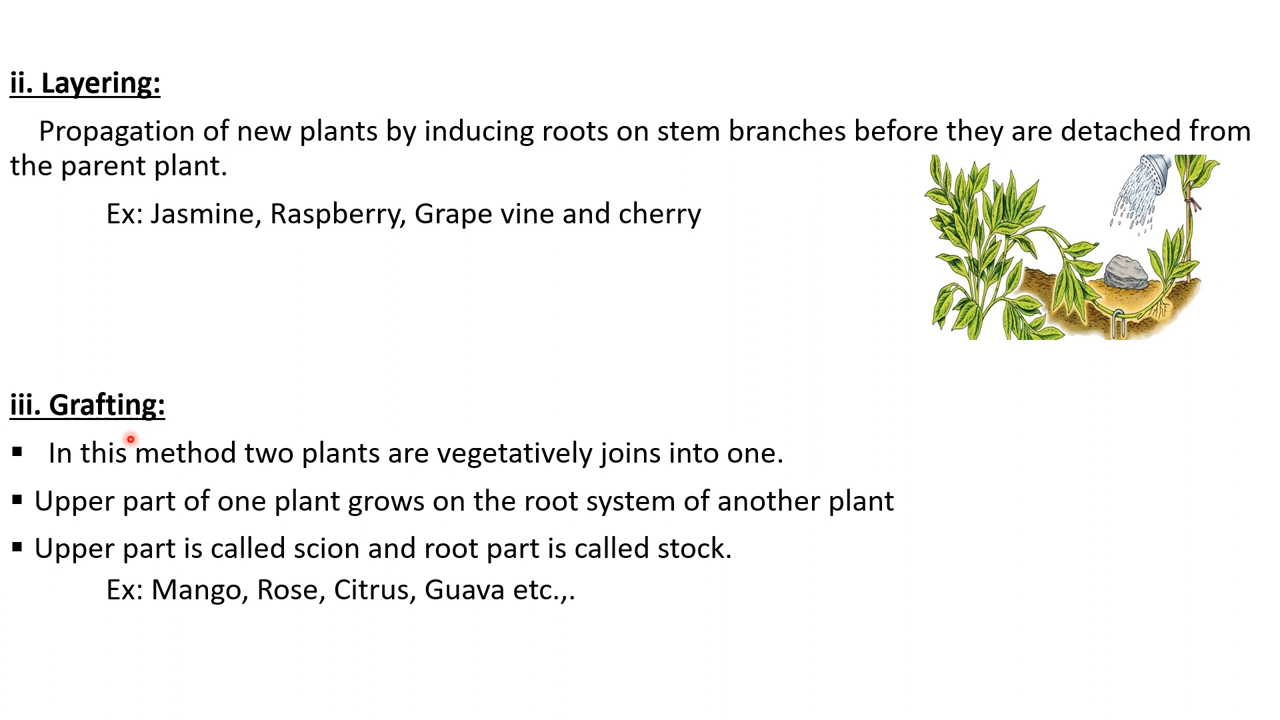 ii. Layering:
Propagation of new plants by inducing roots on stem branches before they are detached from
the parent plant.
Ex: Jasmine, Raspberry, Grape vine and cherry
iii. Grafting:
▪ In this method two plants are vegetatively joins into one.
▪ Upper part of one plant grows on the root system of another plant
▪ Upper part is called scion and root part is called stock.
Ex: Mango, Rose, Citrus, Guava etc.,.